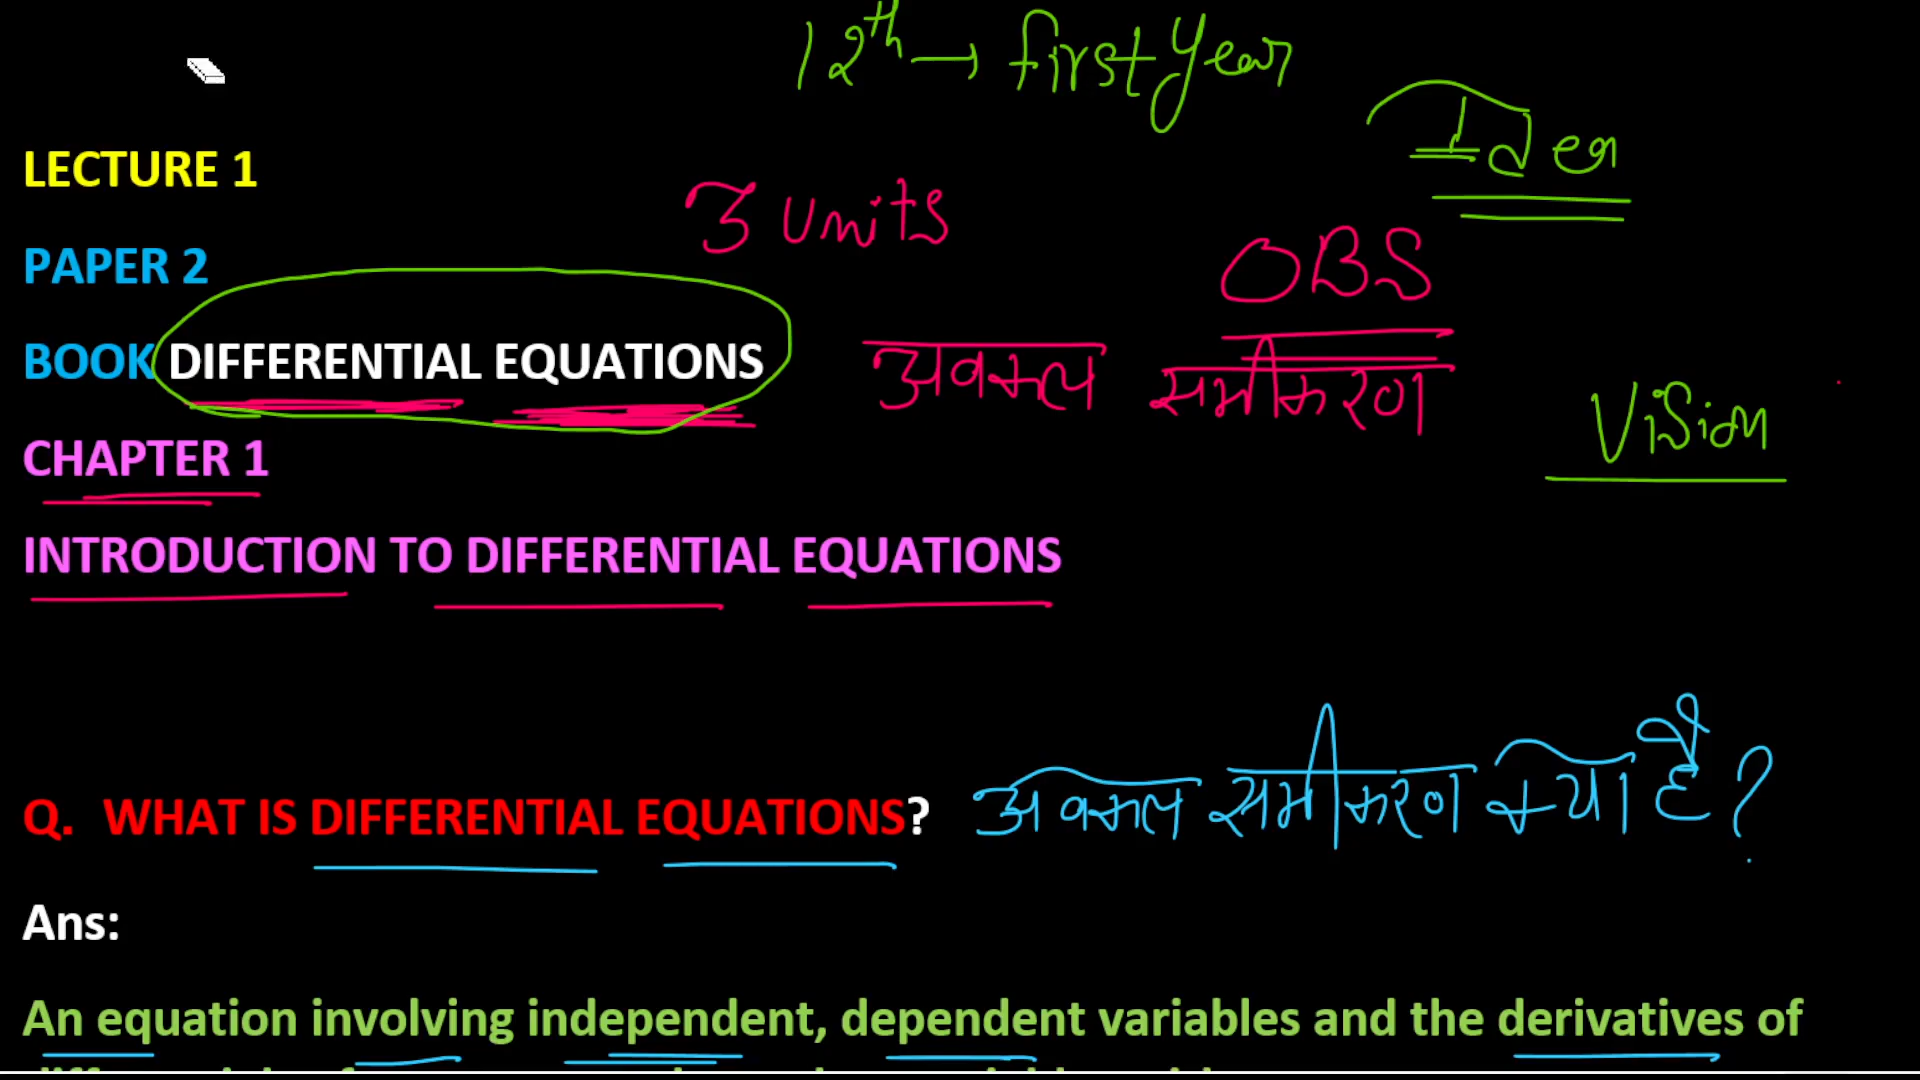 12th → first year
Idea
LECTURE 1
3 units
PAPER 2
OBS
BOOK DIFFERENTIAL EQUATIONS
अवकल समीकरण
Vision
CHAPTER 1
INTRODUCTION TO DIFFERENTIAL EQUATIONS
Q. WHAT IS DIFFERENTIAL EQUATIONS?
अवकल समीकरण क्या है?
Ans:
An equation involving independent, dependent variables and the derivatives of